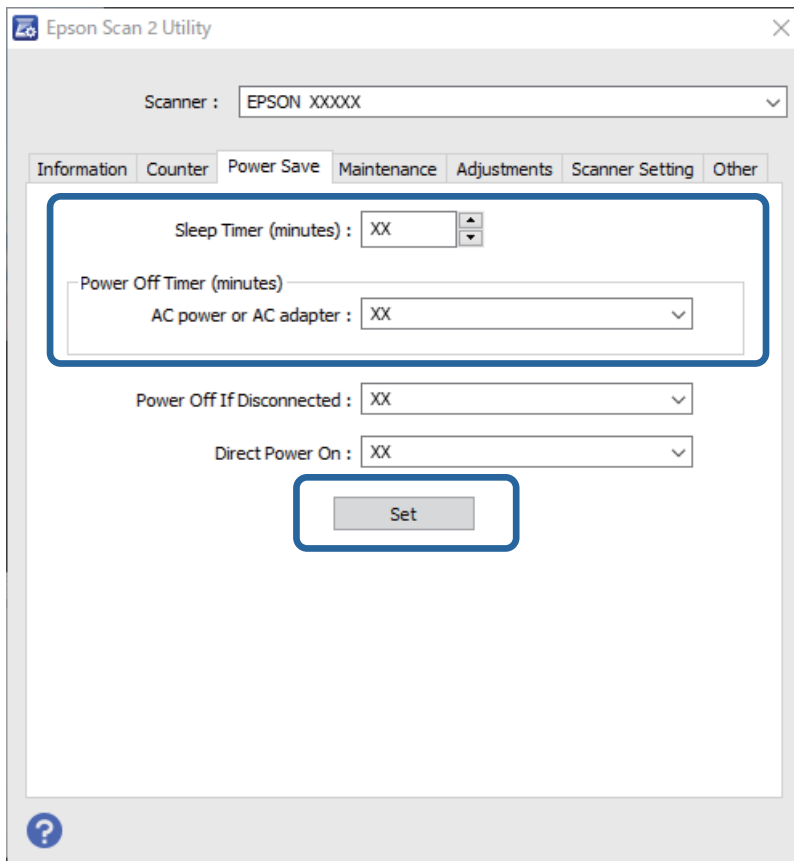 Epson Scan 2 Utility
Scanner : EPSON XXXXX
Information Counter Power Save Maintenance Adjustments Scanner Setting Other
Sleep Timer (minutes) : XX
Power Off Timer (minutes)
AC power or AC adapter : XX
Power Off If Disconnected : XX
Direct Power On : XX
Set
?